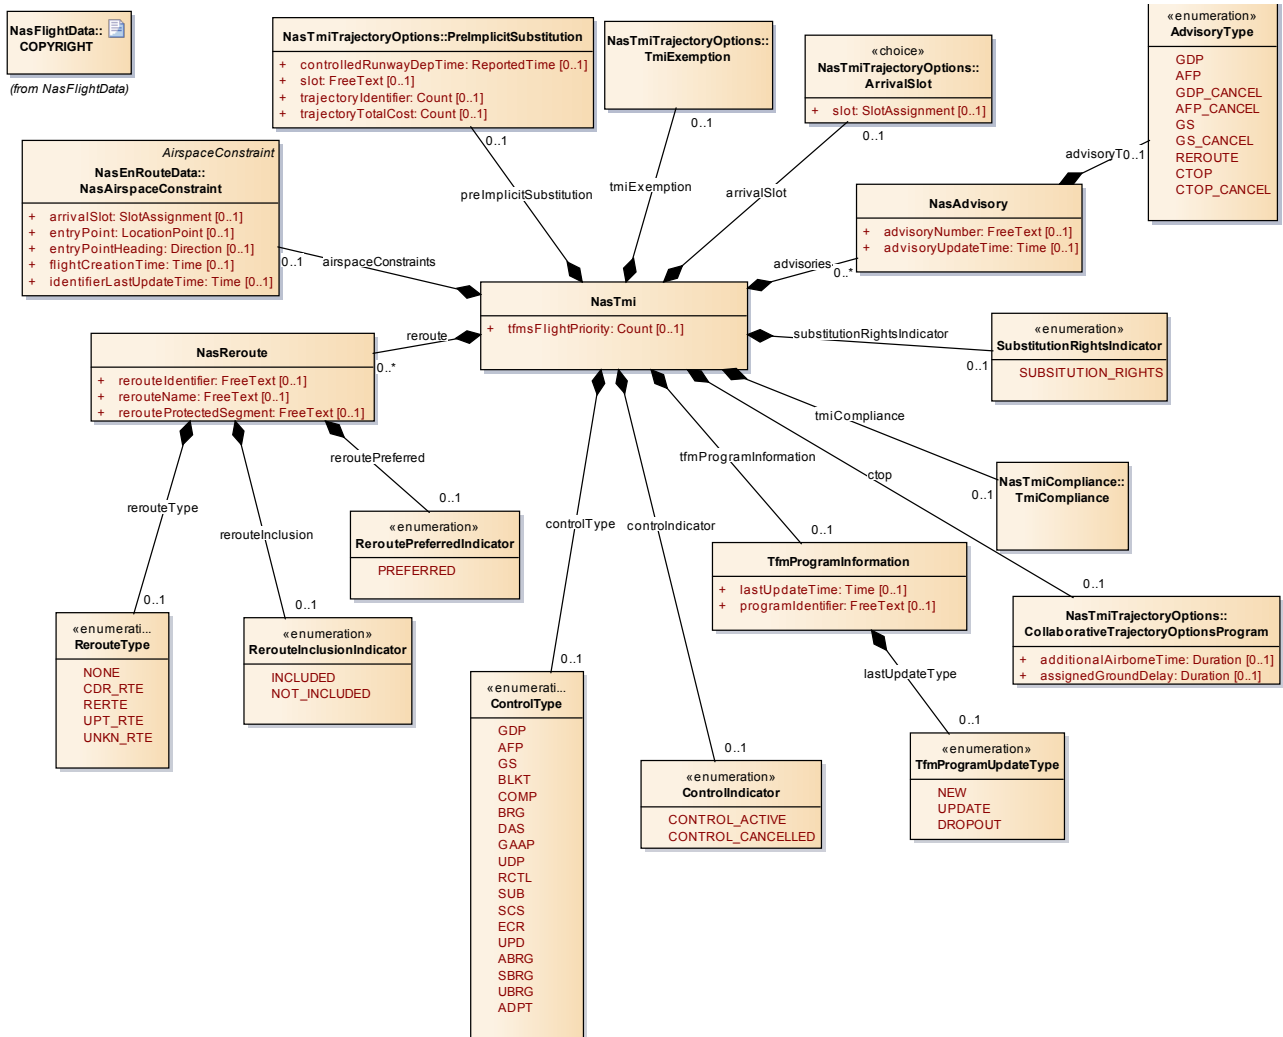 NasFlightData::
COPYRIGHT
(from NasFlightData)
NasTmiTrajectoryOptions::PreImplicitSubstitution
+ controlledRunwayDepTime: ReportedTime [0..1]
+ slot: FreeText [0..1]
+ trajectoryIdentifier: Count [0..1]
+ trajectoryTotalCost: Count [0..1]
0..1
preImplicitSubstitution
NasTmiTrajectoryOptions::
TmiExemption
0..1
tmiExemption
«choice»
NasTmiTrajectoryOptions::
ArrivalSlot
+ slot: SlotAssignment [0..1]
0..1
arrivalSlot
«enumeration»
AdvisoryType
GDP
AFP
GDP_CANCEL
AFP_CANCEL
GS
GS_CANCEL
REROUTE
CTOP
CTOP_CANCEL
advisoryT0..1
AirspaceConstraint
NasEnRouteData::
NasAirspaceConstraint
+ arrivalSlot: SlotAssignment [0..1]
+ entryPoint: LocationPoint [0..1]
+ entryPointHeading: Direction [0..1]
+ flightCreationTime: Time [0..1]
+ identifierLastUpdateTime: Time [0..1]
0..1
airspaceConstraints
NasAdvisory
+ advisoryNumber: FreeText [0..1]
+ advisoryUpdateTime: Time [0..1]
advisories
0..*
NasTmi
+ tfmsFlightPriority: Count [0..1]
reroute
0..*
NasReroute
+ rerouteIdentifier: FreeText [0..1]
+ rerouteName: FreeText [0..1]
+ rerouteProtectedSegment: FreeText [0..1]
substitutionRightsIndicator
0..1
«enumeration»
SubstitutionRightsIndicator
SUBSITUTION_RIGHTS
tmiCompliance
0..1
NasTmiCompliance::
TmiCompliance
reroutePreferred
0..1
«enumeration»
ReroutePreferredIndicator
PREFERRED
rerouteType
0..1
«enumerati...
RerouteType
NONE
CDR_RTE
RERTE
UPT_RTE
UNKN_RTE
rerouteInclusion
0..1
«enumeration»
RerouteInclusionIndicator
INCLUDED
NOT_INCLUDED
controlType
0..1
«enumerati...
ControlType
GDP
AFP
GS
BLKT
COMP
BRG
DAS
GAAP
UDP
RCTL
SUB
SCS
ECR
UPD
ABRG
SBRG
UBRG
ADPT
controlIndicator
0..1
«enumeration»
ControlIndicator
CONTROL_ACTIVE
CONTROL_CANCELLED
tfmProgramInformation
0..1
TfmProgramInformation
+ lastUpdateTime: Time [0..1]
+ programIdentifier: FreeText [0..1]
lastUpdateType
0..1
«enumeration»
TfmProgramUpdateType
NEW
UPDATE
DROPOUT
ctop
0..1
NasTmiTrajectoryOptions::
CollaborativeTrajectoryOptionsProgram
+ additionalAirborneTime: Duration [0..1]
+ assignedGroundDelay: Duration [0..1]